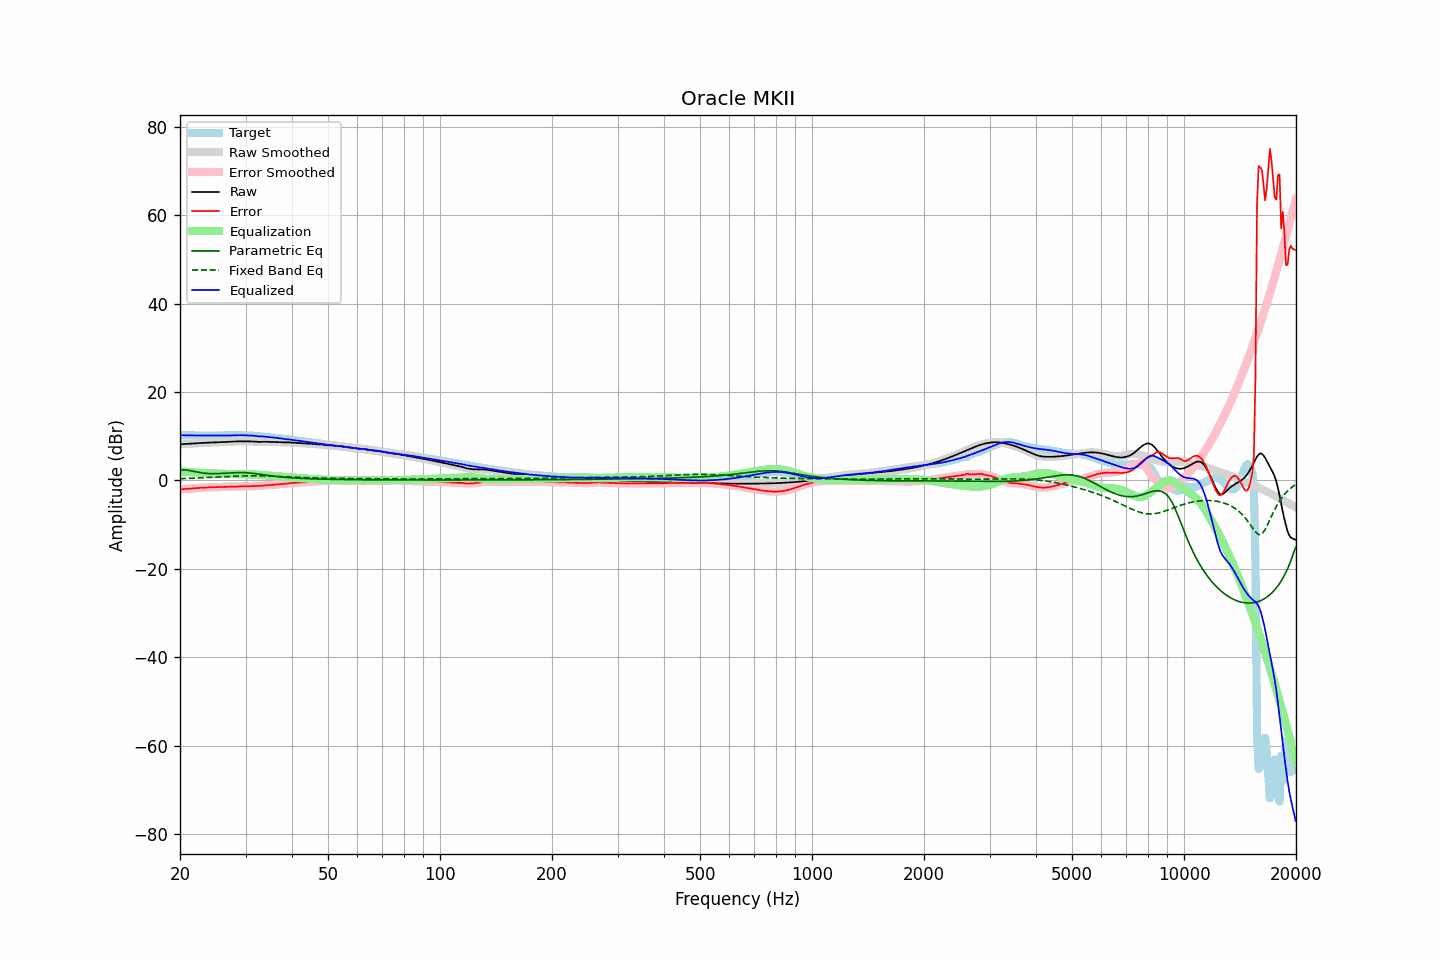 Oracle MKII
80
60
40
20
0
−20
−40
−60
−80
Amplitude (dBr)
Target
Raw Smoothed
Error Smoothed
Raw
Error
Equalization
Parametric Eq
Fixed Band Eq
Equalized
20 50 100 200 500 1000 2000 5000 10000 20000
Frequency (Hz)